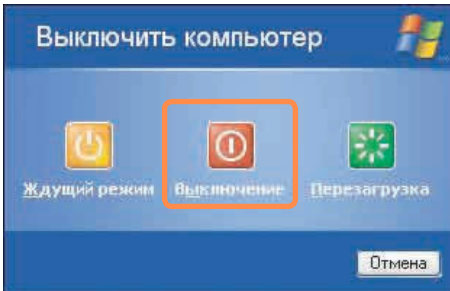 Выключить компьютер
Ждущий режим Выключение Перезагрузка
Отмена